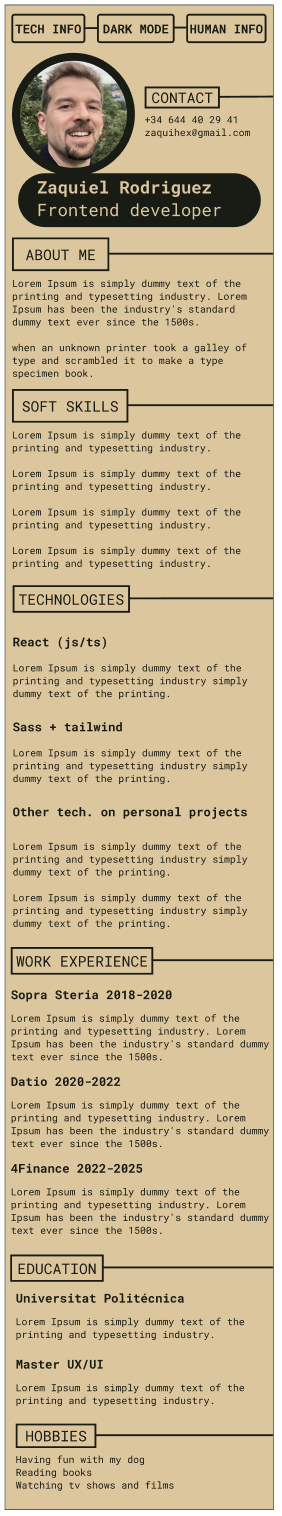 TECH INFO DARK MODE HUMAN INFO
CONTACT
+34 644 40 29 41
zaquihex@gmail.com
Zaquiel Rodriguez
Frontend developer
ABOUT ME
Lorem Ipsum is simply dummy text of the
printing and typesetting industry. Lorem
Ipsum has been the industry's standard
dummy text ever since the 1500s.
when an unknown printer took a galley of
type and scrambled it to make a type
specimen book.
SOFT SKILLS
Lorem Ipsum is simply dummy text of the
printing and typesetting industry.
Lorem Ipsum is simply dummy text of the
printing and typesetting industry.
Lorem Ipsum is simply dummy text of the
printing and typesetting industry.
Lorem Ipsum is simply dummy text of the
printing and typesetting industry.
TECHNOLOGIES
React (js/ts)
Lorem Ipsum is simply dummy text of the
printing and typesetting industry simply
dummy text of the printing.
Sass + tailwind
Lorem Ipsum is simply dummy text of the
printing and typesetting industry simply
dummy text of the printing.
Other tech. on personal projects
Lorem Ipsum is simply dummy text of the
printing and typesetting industry simply
dummy text of the printing.
Lorem Ipsum is simply dummy text of the
printing and typesetting industry simply
dummy text of the printing.
WORK EXPERIENCE
Sopra Steria 2018-2020
Lorem Ipsum is simply dummy text of the
printing and typesetting industry. Lorem
Ipsum has been the industry's standard dummy
text ever since the 1500s.
Datio 2020-2022
Lorem Ipsum is simply dummy text of the
printing and typesetting industry. Lorem
Ipsum has been the industry's standard dummy
text ever since the 1500s.
4Finance 2022-2025
Lorem Ipsum is simply dummy text of the
printing and typesetting industry. Lorem
Ipsum has been the industry's standard dummy
text ever since the 1500s.
EDUCATION
Universitat Politécnica
Lorem Ipsum is simply dummy text of the
printing and typesetting industry.
Master UX/UI
Lorem Ipsum is simply dummy text of the
printing and typesetting industry.
HOBBIES
Having fun with my dog
Reading books
Watching tv shows and films